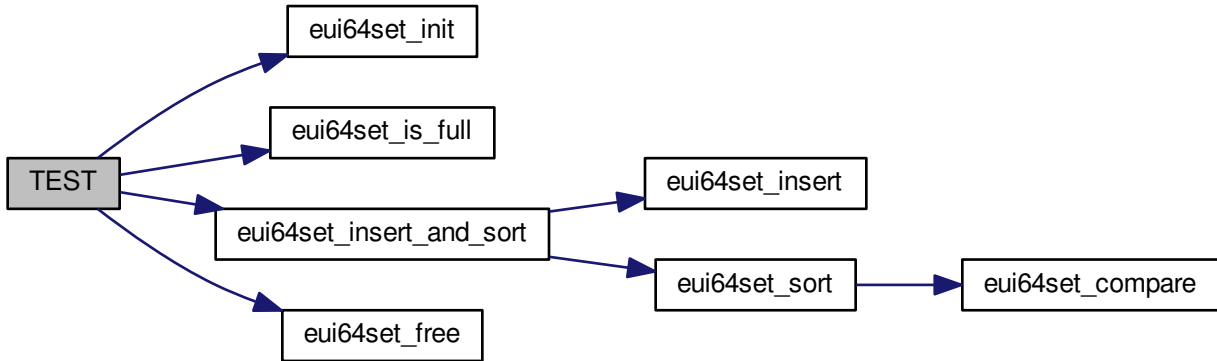 eui64set_init
eui64set_is_full
TEST
eui64set_insert
eui64set_insert_and_sort
eui64set_sort
eui64set_compare
eui64set_free